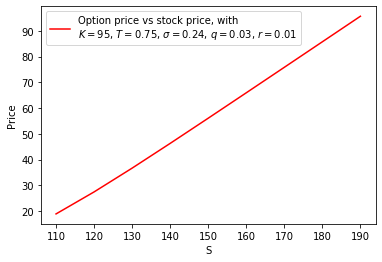 Option price vs stock price, with
K = 95, T = 0.75, σ = 0.24, q = 0.03, r = 0.01
90
80
70
60
50
40
30
20
Price
110 120 130 140 150 160 170 180 190
S